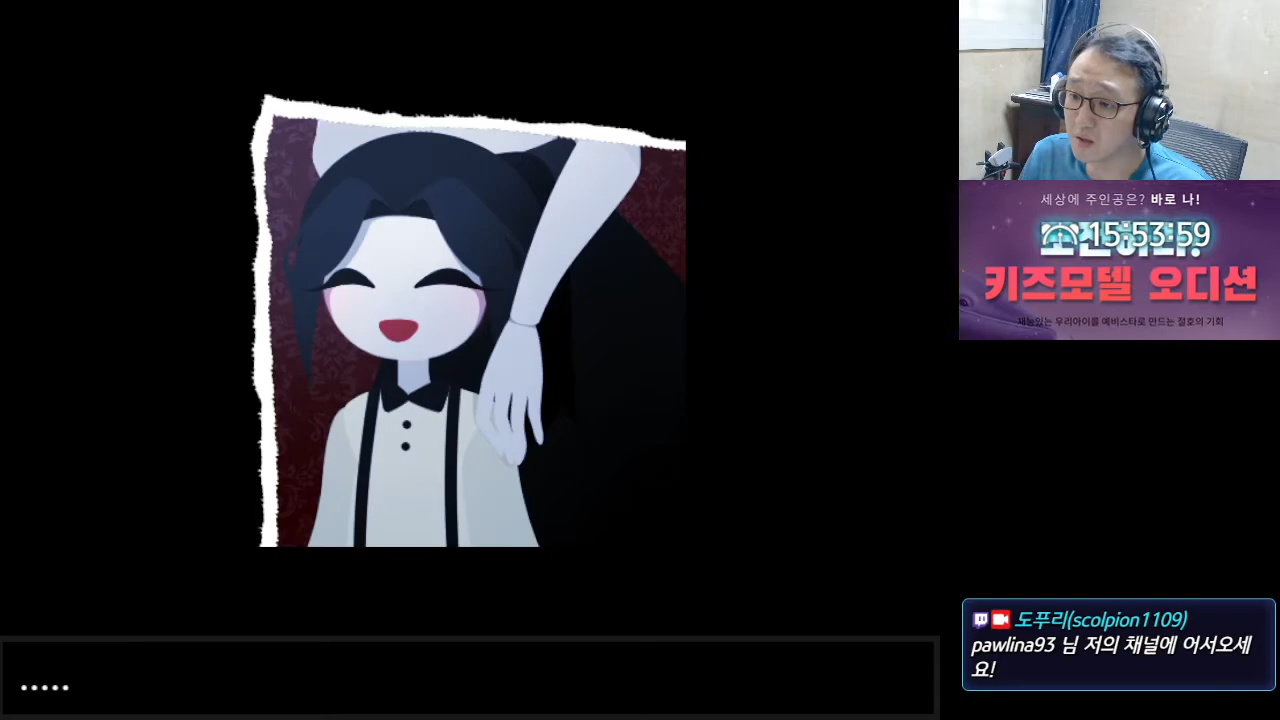 세상에 주인공은? 바로 나!
15:53:59
키즈모델 오디션
재능있는 우리아이를 예비스타로 만드는 절호의 기회
도푸리(scolpion1109)
pawlina93 님 저의 채널에 어서오세
요!
.....